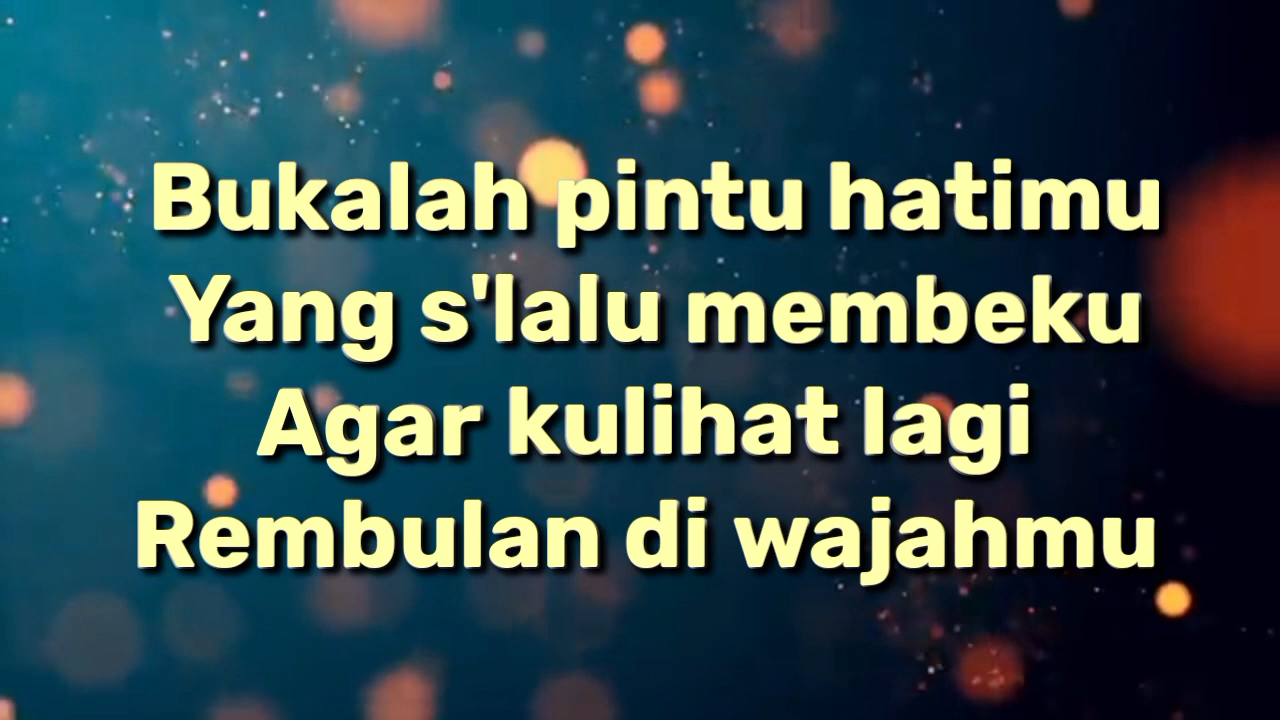 Bukalah pintu hatimu
Yang s'lalu membeku
Agar kulihat lagi
Rembulan di wajahmu